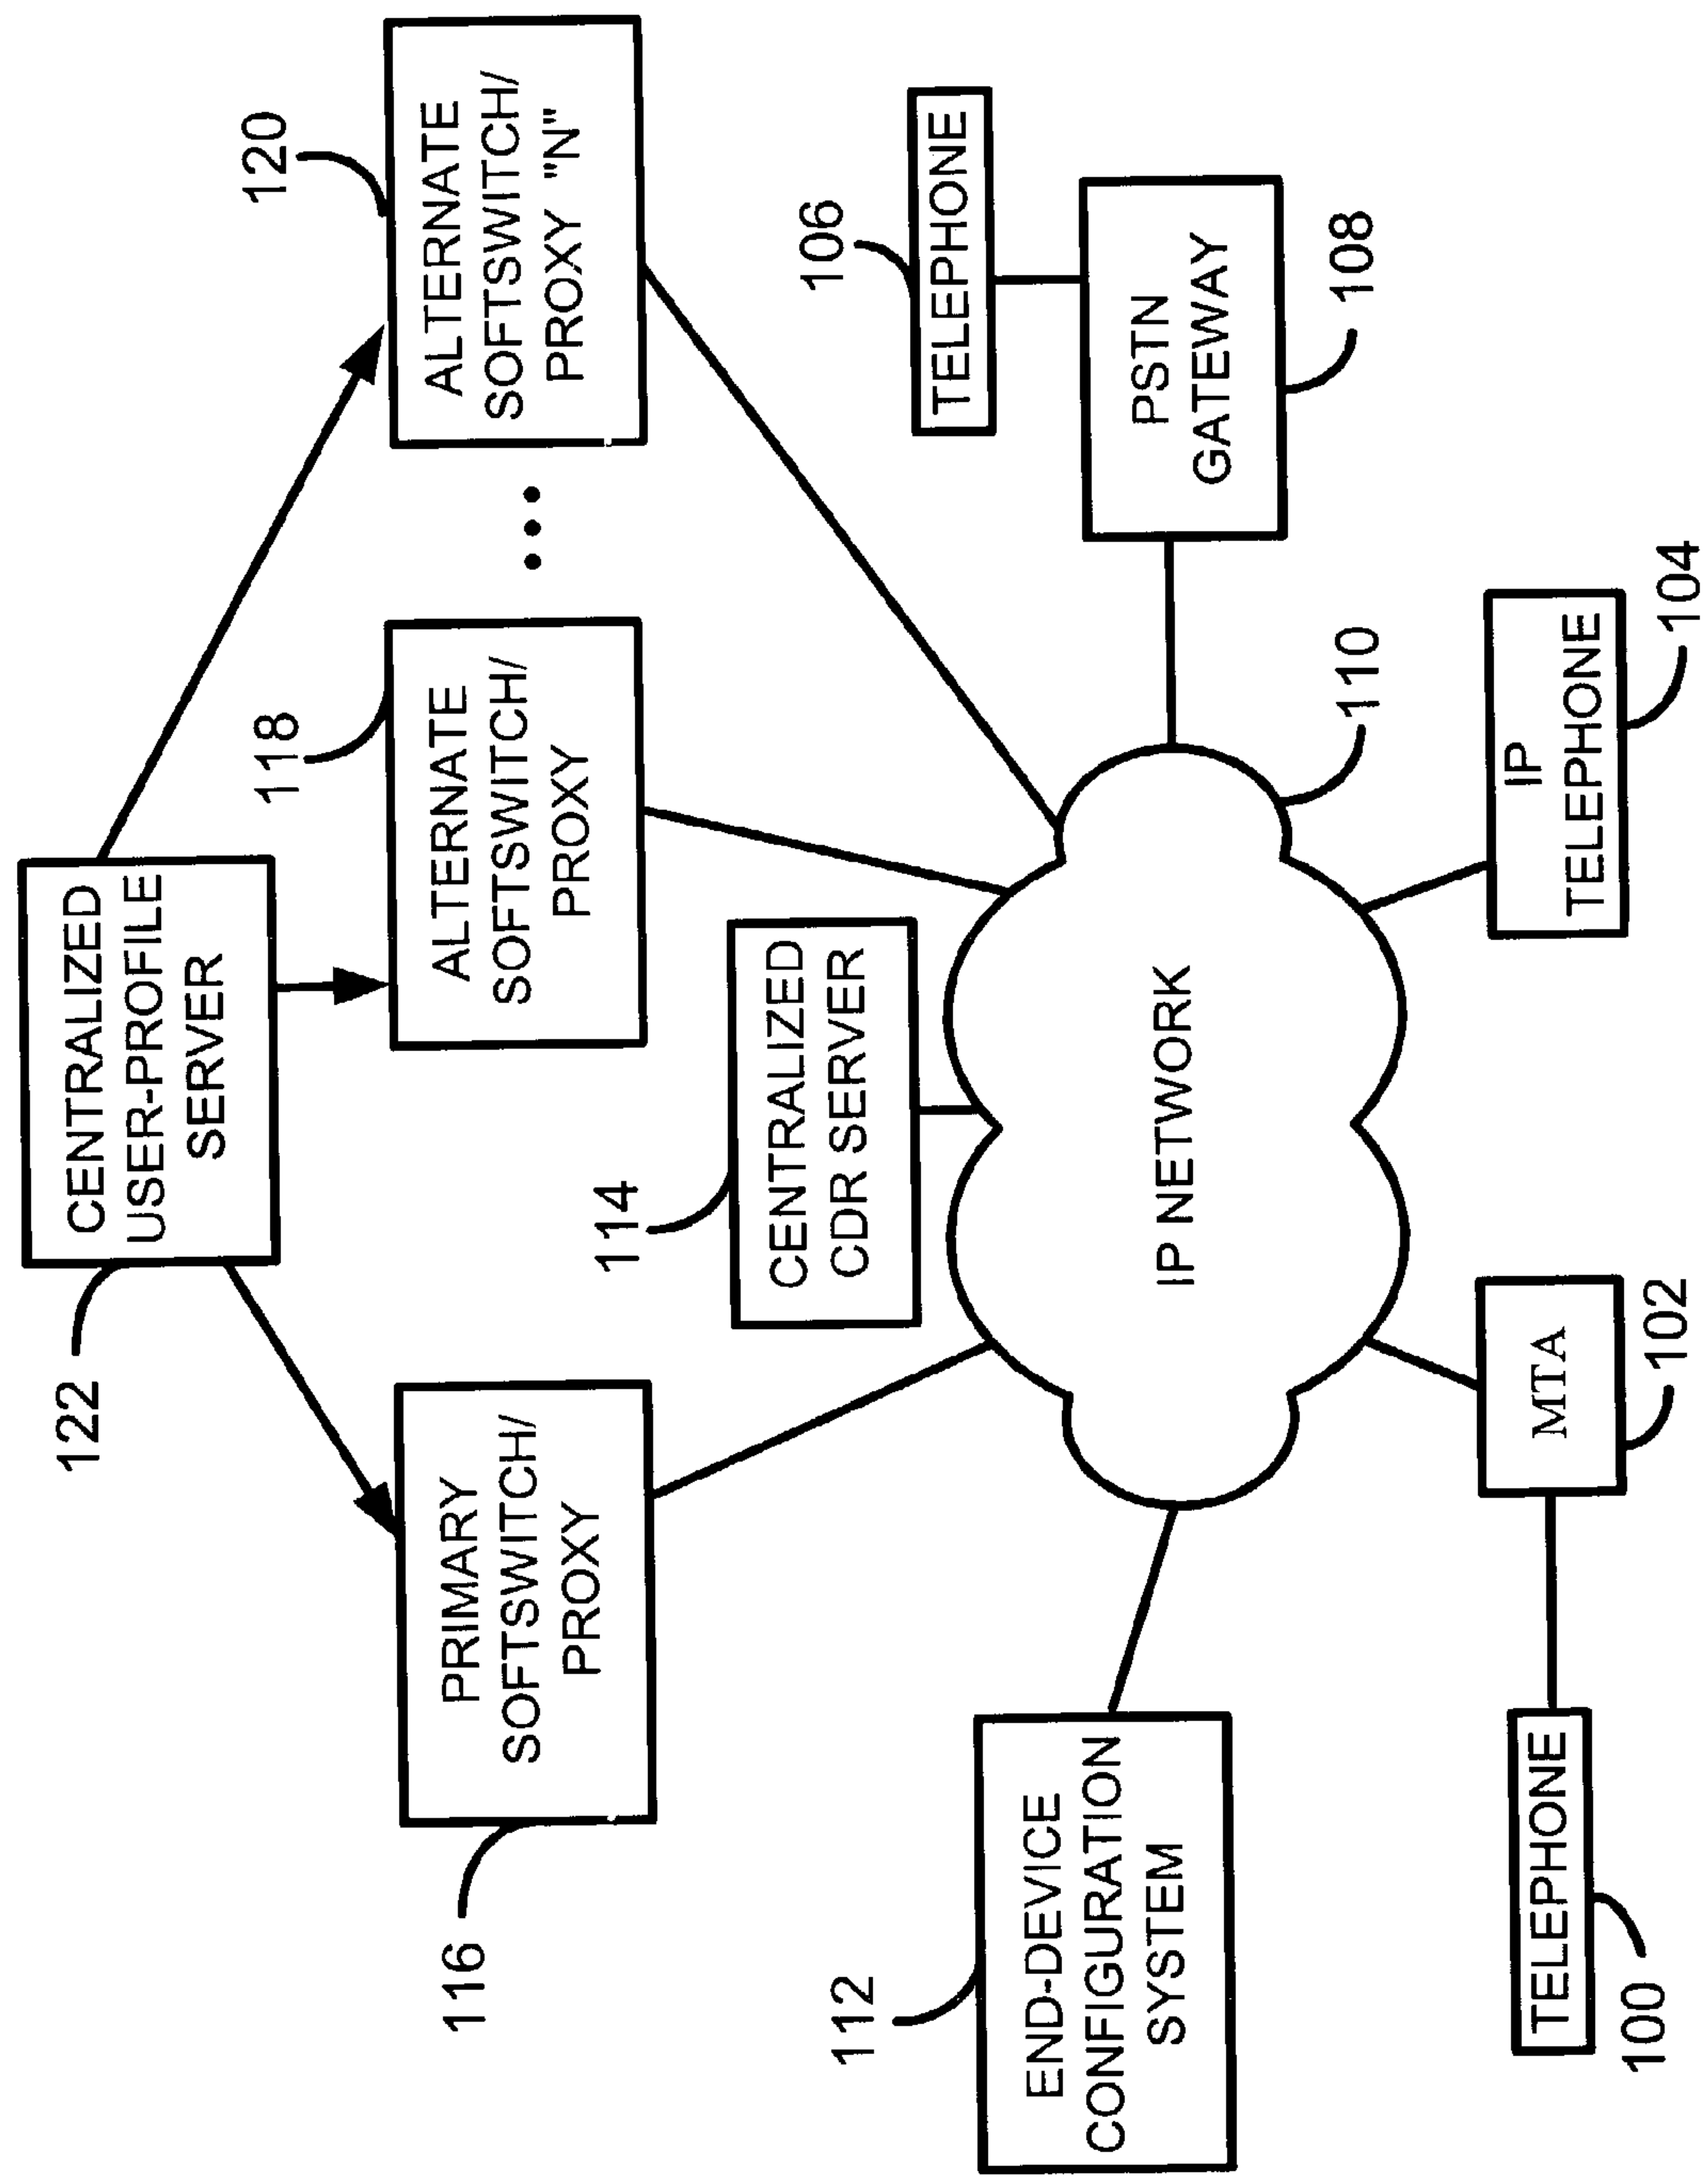 122
CENTRALIZED
USER-PROFILE
SERVER
116
PRIMARY
SOFTSWITCH/
PROXY
118
ALTERNATE
SOFTSWITCH/
PROXY
120
ALTERNATE
SOFTSWITCH/
PROXY "N"
114
CENTRALIZED
CDR SERVER
112
END-DEVICE
CONFIGURATION
SYSTEM
IP NETWORK
110
106
TELEPHONE
PSTN
GATEWAY
108
100
TELEPHONE
MTA
102
IP
TELEPHONE
104